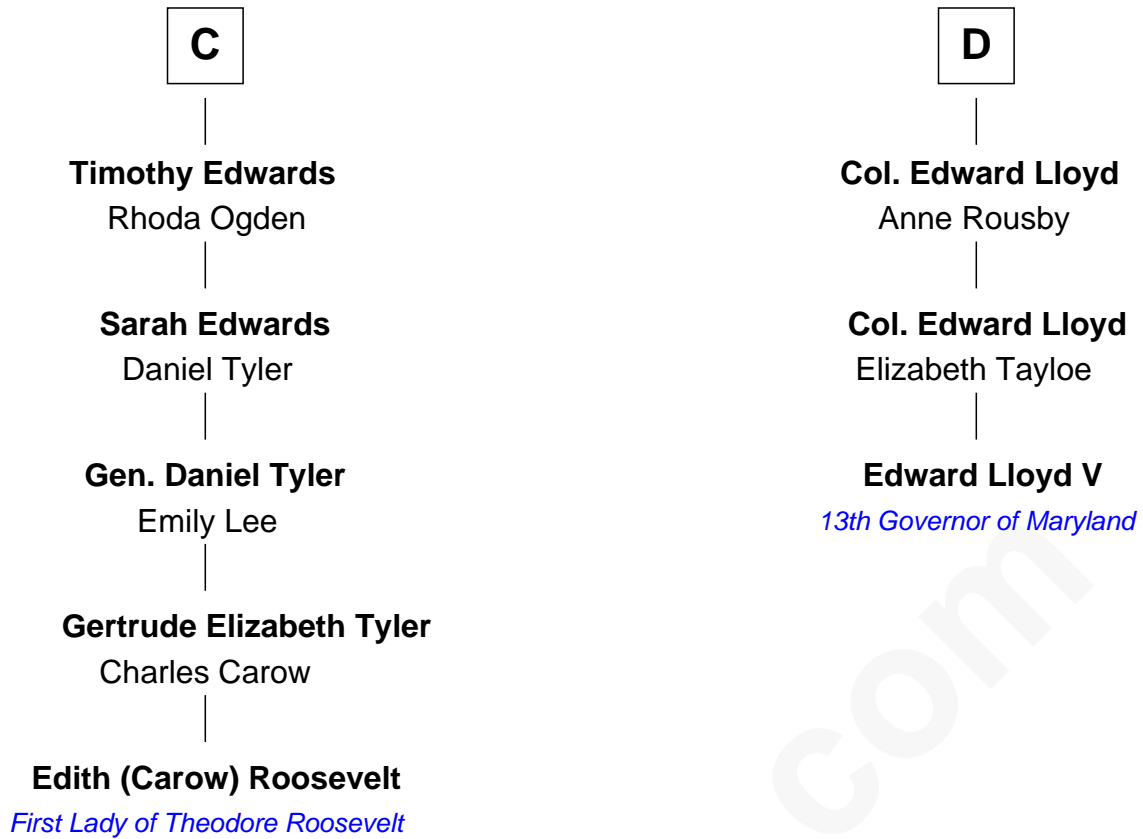 C
Timothy Edwards
Rhoda Ogden
Sarah Edwards
Daniel Tyler
Gen. Daniel Tyler
Emily Lee
Gertrude Elizabeth Tyler
Charles Carow
Edith (Carow) Roosevelt
First Lady of Theodore Roosevelt
D
Col. Edward Lloyd
Anne Rousby
Col. Edward Lloyd
Elizabeth Tayloe
Edward Lloyd V
13th Governor of Maryland
com